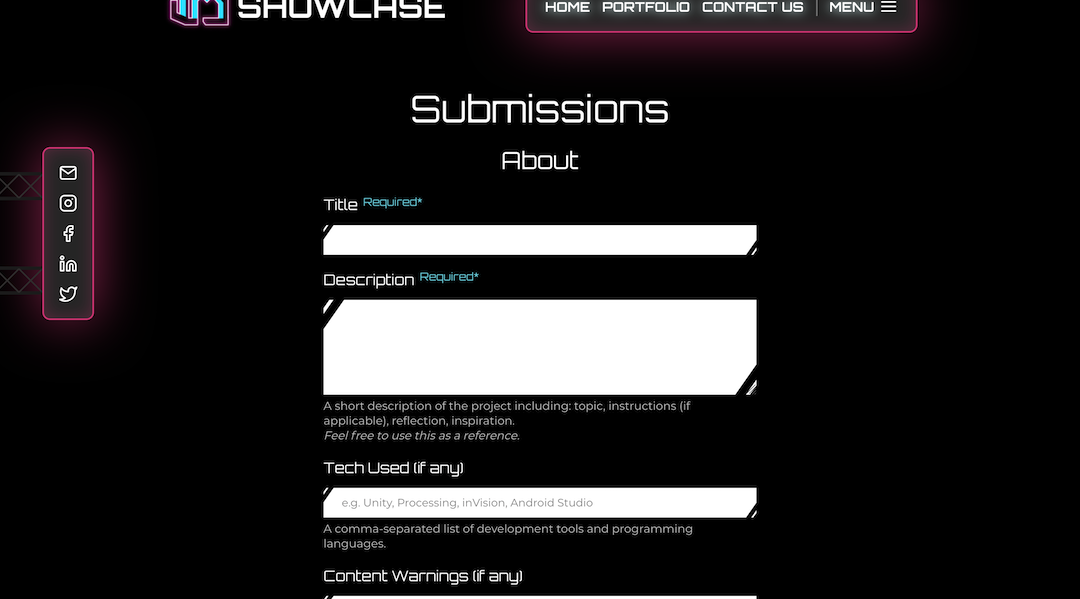 SHOWCASE
HOME PORTFOLIO CONTACT US MENU
Submissions
About
Title Required*
Description Required*
A short description of the project including: topic, instructions (if
applicable), reflection, inspiration.
Feel free to use this as a reference.
Tech Used (if any)
e.g. Unity, Processing, inVision, Android Studio
A comma-separated list of development tools and programming
languages.
Content Warnings (if any)